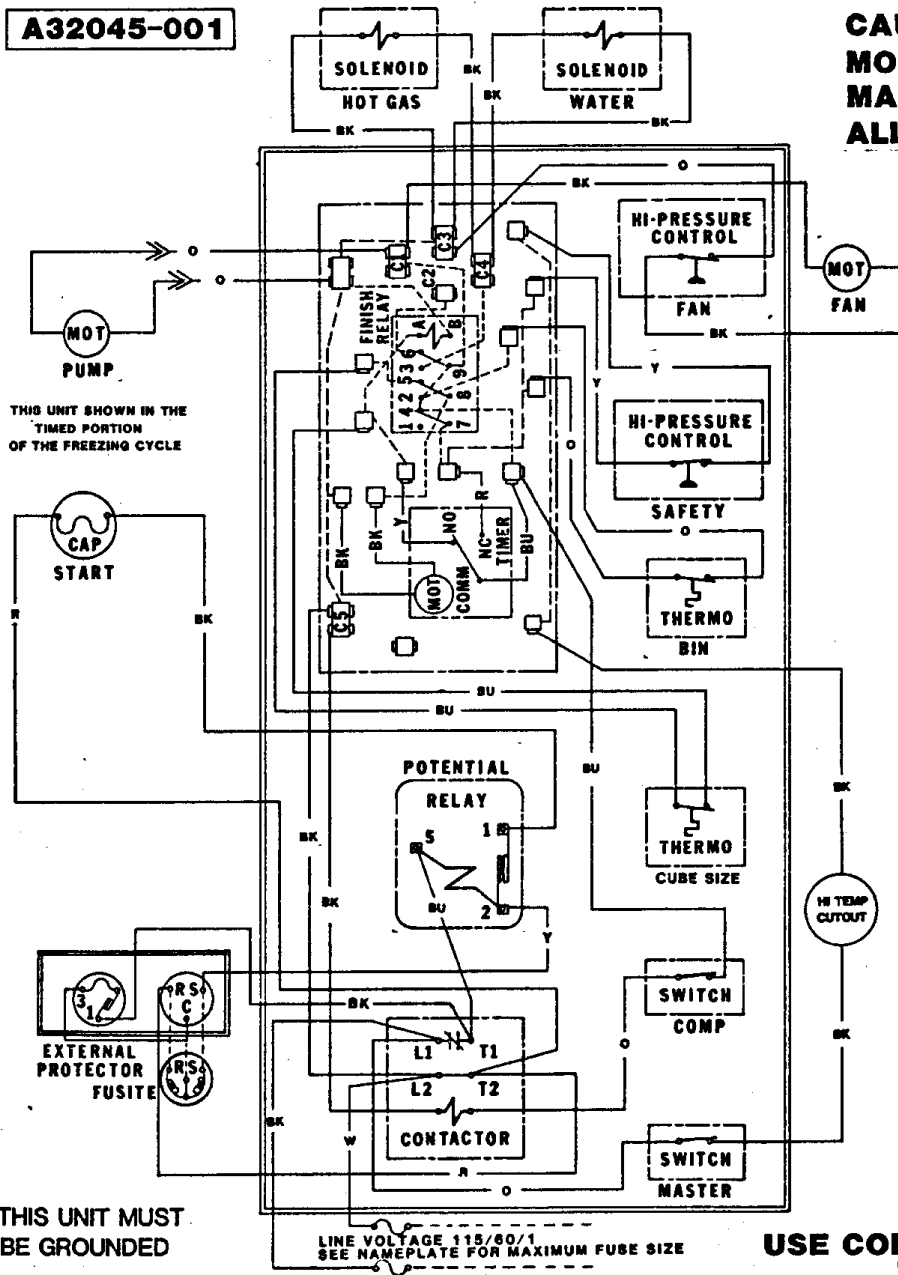 A32045-001
CAU
MO
MA
ALL
SOLENOID
HOT GAS
SOLENOID
WATER
BK
BK
BK
BK
O
BK
HI-PRESSURE
CONTROL
FAN
MOT
FAN
BK
C1
C3
C2
C4
O
O
MOT
PUMP
FINISH
RELAY
A
B
6
3
9
5
2
8
4
1
7
THIS UNIT SHOWN IN THE
TIMED PORTION
OF THE FREEZING CYCLE
Y
Y
O
HI-PRESSURE
CONTROL
SAFETY
O
CAP
START
R
BK
BK
BK
Y
NO
R
NC
TIMER
BU
MOT
COMM
C5
THERMO
BIN
BU
BU
BU
BK
POTENTIAL
RELAY
5
1
2
BU
Y
BK
BK
THERMO
CUBE SIZE
HI TEMP
CUTOUT
SWITCH
COMP
O
BK
3
1
R S
C
R S
EXTERNAL
PROTECTOR
FUSITE
BK
L1
T1
L2
T2
CONTACTOR
BK
W
R
O
SWITCH
MASTER
THIS UNIT MUST
BE GROUNDED
LINE VOLTAGE 115/60/1
SEE NAMEPLATE FOR MAXIMUM FUSE SIZE
USE COP